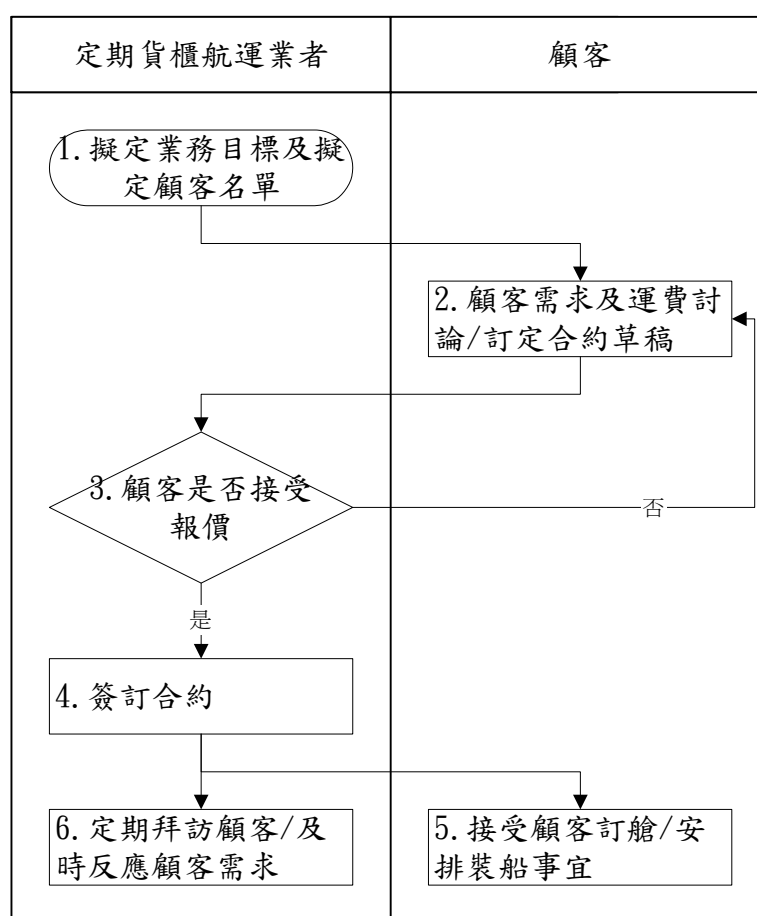 定期貨櫃航運業者
顧客
1.擬定業務目標及擬
定顧客名單
2.顧客需求及運費討
論/訂定合約草稿
3.顧客是否接受
報價
否
是
4.簽訂合約
6.定期拜訪顧客/及
時反應顧客需求
5.接受顧客訂艙/安
排裝船事宜